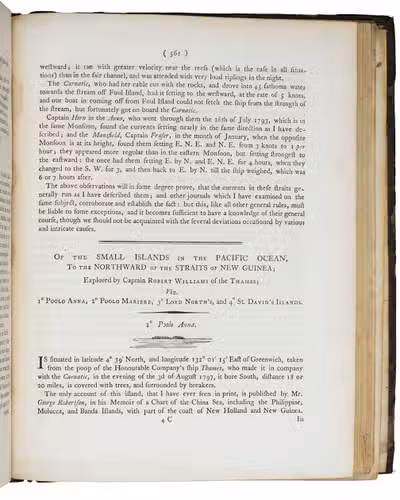 ( 561 )
westward; it ran with greater velocity near the reefs (which is the case in all situa-
tions) than in the fair channel, and was attended with very loud riplings in the night.
The Carnatic, who had her cable cut with the rocks, and drove into 45 fathoms water
towards the stream off Foul Island, had it setting to the westward, at the rate of 5 knots,
and our boat in coming off from Foul Island could not fetch the ship from the strength of
the stream, but fortunately got on board the Carnatic.
Captain Horn in the Anna, who went through them the 26th of July 1793, which is in
the same Monsoon, found the currents setting nearly in the same direction as I have de-
scribed; and the Mansfield, Captain Fraser, in the month of January, when the opposite
Monsoon is at its height, found them setting E. N. E. and N. E. from 3 knots to 2 per
hour; they appeared more regular than in the eastern Monsoon, but setting strongest to
the eastward: she once had them setting E. by N. and E. N. E. for 4 hours, when they
changed to the S. W. for 3, and then back to E. by N. till the ship weighed, which was
6 or 7 hours after.
The above observations will in some degree prove, that the currents in these straits ge-
nerally run as I have described them; and other journals which I have examined on the
same subject, corroborate and establish the fact: but this, like all other general rules, must
be liable to some exceptions, and it becomes sufficient to have a knowledge of their general
course, though we should not be acquainted with the several deviations occasioned by various
and intricate causes.
OF THE SMALL ISLANDS IN THE PACIFIC OCEAN,
TO THE NORTHWARD OF THE STRAITS OF NEW GUINEA;
Explored by Captain ROBERT WILLIAMS of the THAMES;
Viz.
1° POOLO ANNA, 2° POOLO MARIERE, 3° LORD NORTH's, and 4° ST. DAVID's ISLANDS.
1° Poolo Anna.
IS situated in latitude 4° 39′ North, and longitude 132° 01′ 15″ East of Greenwich, taken
from the poop of the Honourable Company's ship Thames, who made it in company
with the Carnatic, in the evening of the 3d of August 1797, it bore South, distance 18 or
20 miles, is covered with trees, and surrounded by breakers.
The only account of this island, that I have ever seen in print, is published by Mr.
George Robertson, in his Memoir of a Chart of the China Sea, including the Philippine,
Molucca, and Banda Islands, with part of the coast of New Holland and New Guinea.
4 C
In